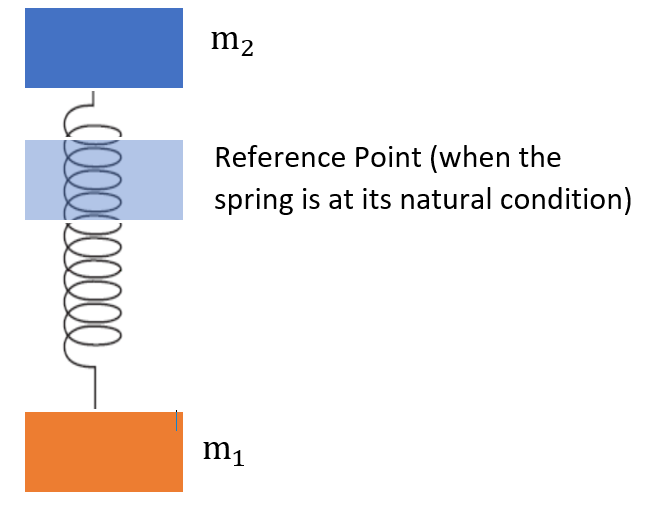 m₂
Reference Point (when the
spring is at its natural condition)
m₁